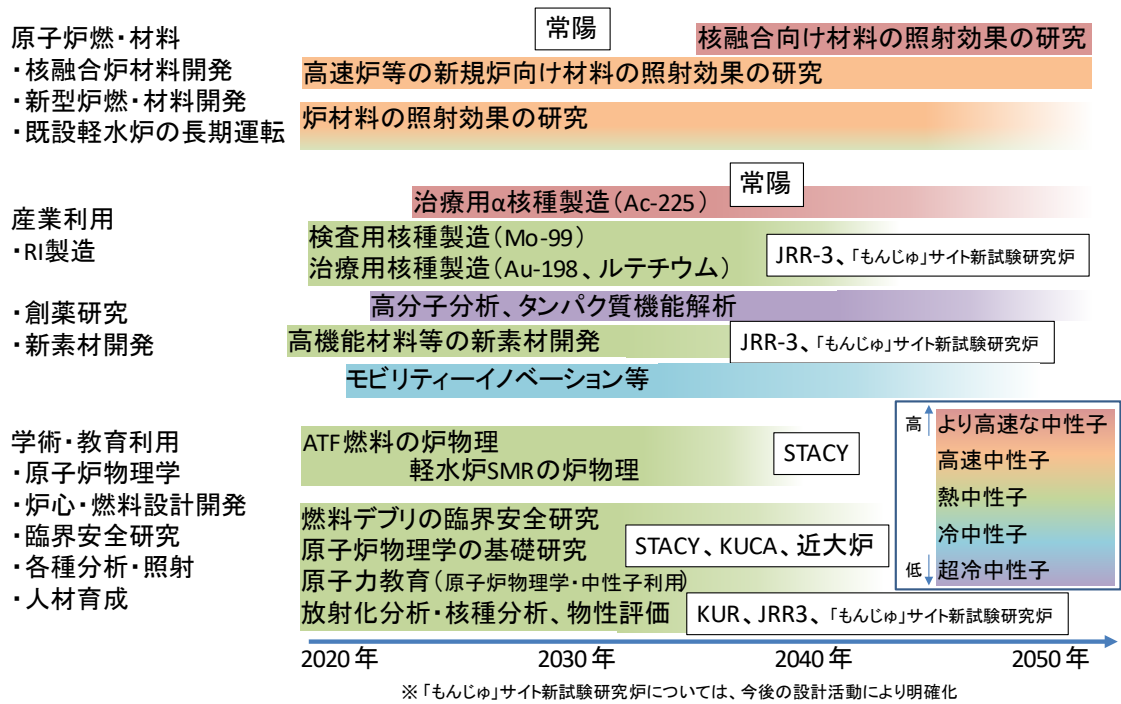 原子炉燃・材料
・核融合炉材料開発
・新型炉燃・材料開発
・既設軽水炉の長期運転
常陽
核融合向け材料の照射効果の研究
高速炉等の新規炉向け材料の照射効果の研究
炉材料の照射効果の研究
産業利用
・RI製造
・創薬研究
・新素材開発
常陽
治療用α核種製造(Ac-225)
検査用核種製造(Mo-99)
治療用核種製造(Au-198、ルテチウム)
JRR-3、「もんじゅ」サイト新試験研究炉
高分子分析、タンパク質機能解析
高機能材料等の新素材開発
JRR-3、「もんじゅ」サイト新試験研究炉
モビリティーイノベーション等
学術・教育利用
・原子炉物理学
・炉心・燃料設計開発
・臨界安全研究
・各種分析・照射
・人材育成
ATF燃料の炉物理
軽水炉SMRの炉物理
STACY
燃料デブリの臨界安全研究
原子炉物理学の基礎研究
STACY、KUCA、近大炉
原子力教育(原子炉物理学・中性子利用)
放射化分析・核種分析、物性評価
KUR、JRR3、「もんじゅ」サイト新試験研究炉
高 より高速な中性子
高速中性子
熱中性子
冷中性子
低 超冷中性子
2020年 2030年 2040年 2050年
※「もんじゅ」サイト新試験研究炉については、今後の設計活動により明確化